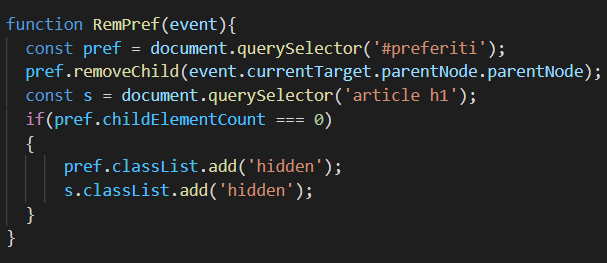 function RemPref(event){
const pref = document.querySelector('#preferiti');
pref.removeChild(event.currentTarget.parentNode.parentNode);
const s = document.querySelector('article h1');
if(pref.childElementCount === 0)
{
pref.classList.add('hidden');
s.classList.add('hidden');
}
}